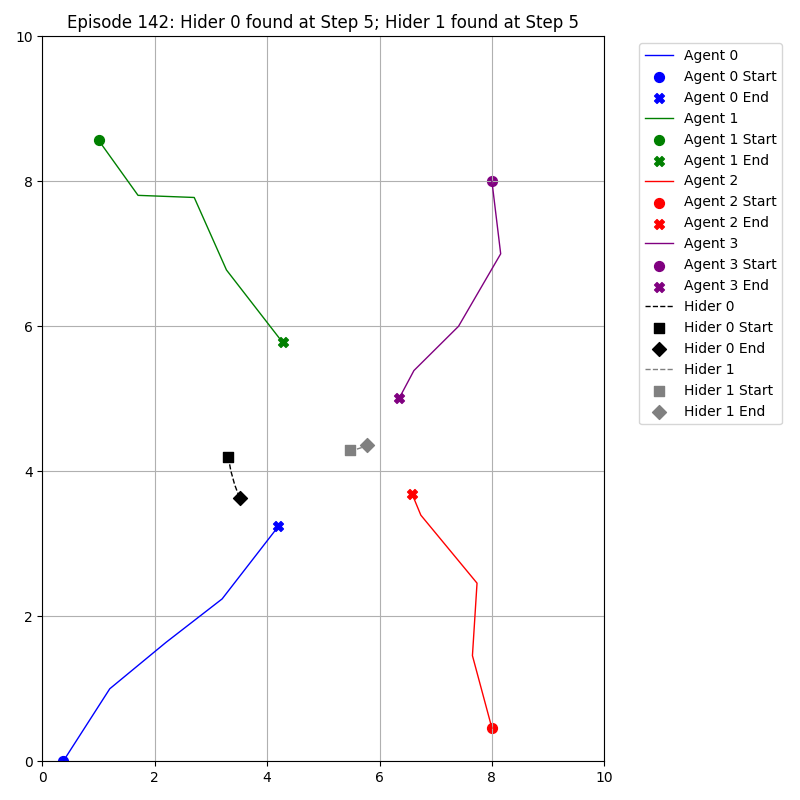 Episode 142: Hider 0 found at Step 5; Hider 1 found at Step 5
10
8
6
4
2
0
0 2 4 6 8 10
Agent 0
Agent 0 Start
Agent 0 End
Agent 1
Agent 1 Start
Agent 1 End
Agent 2
Agent 2 Start
Agent 2 End
Agent 3
Agent 3 Start
Agent 3 End
Hider 0
Hider 0 Start
Hider 0 End
Hider 1
Hider 1 Start
Hider 1 End